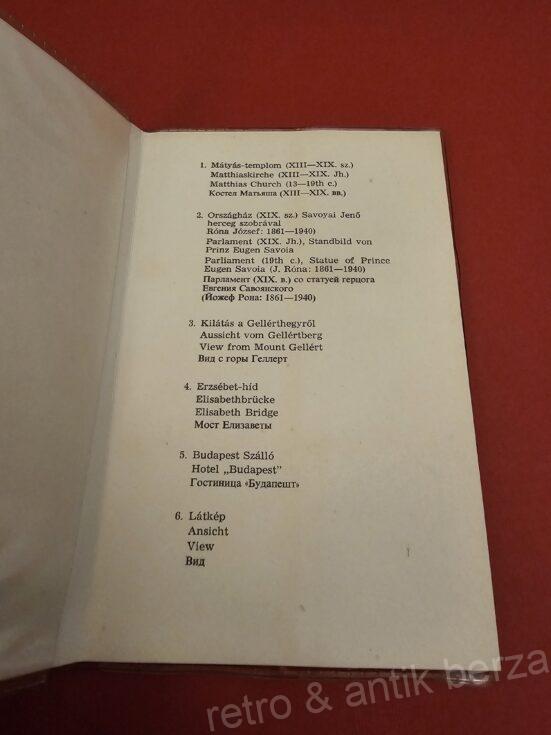 1. Mátyás-templom (XIII—XIX. sz.)
Matthiaskirche (XIII—XIX. Jh.)
Matthias Church (13—19th c.)
Костел Матьяша (XIII—XIX. вв.)
2. Országház (XIX. sz.) Savoyai Jenő
herceg szobrával
Róna József: 1861—1940)
Parlament (XIX. Jh.), Standbild von
Prinz Eugen Savoia
Parliament (19th c.), Statue of Prince
Eugen Savoia (J. Róna: 1861—1940)
Парламент (XIX. в.) со статуей герцога
Евгения Савоянского
(Йожеф Рона: 1861—1940)
3. Kilátás a Gellérthegyről
Aussicht vom Gellértberg
View from Mount Gellért
Вид с горы Геллерт
4. Erzsébet-híd
Elisabethbrücke
Elisabeth Bridge
Мост Елизаветы
5. Budapest Szálló
Hotel „Budapest"
Гостиница «Будапешт»
6. Látkép
Ansicht
View
Вид
retro & antik berza